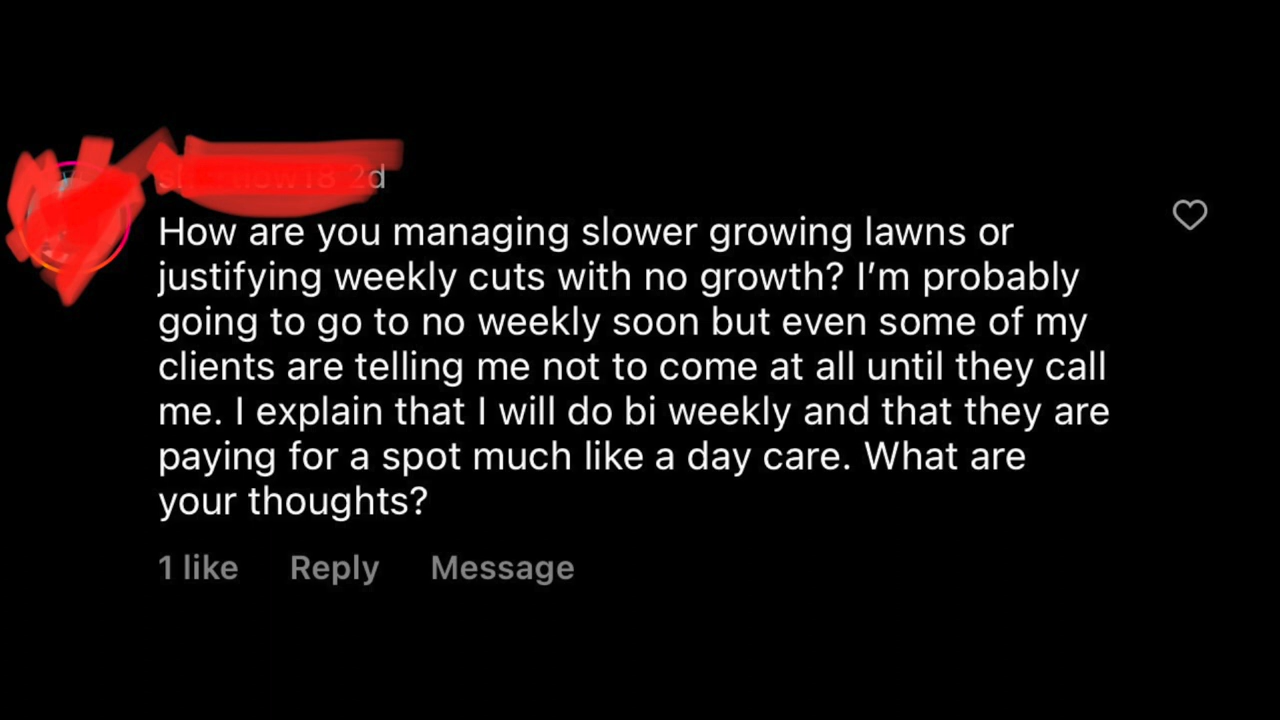 2d
How are you managing slower growing lawns or
justifying weekly cuts with no growth? I’m probably
going to go to no weekly soon but even some of my
clients are telling me not to come at all until they call
me. I explain that I will do bi weekly and that they are
paying for a spot much like a day care. What are
your thoughts?
1 like Reply Message